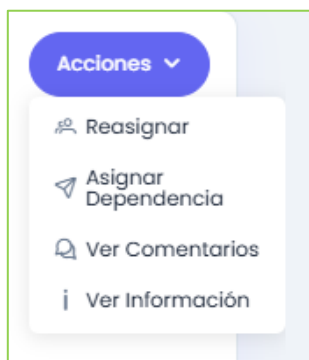 Acciones
Reasignar
Asignar
Dependencia
Ver Comentarios
Ver Información